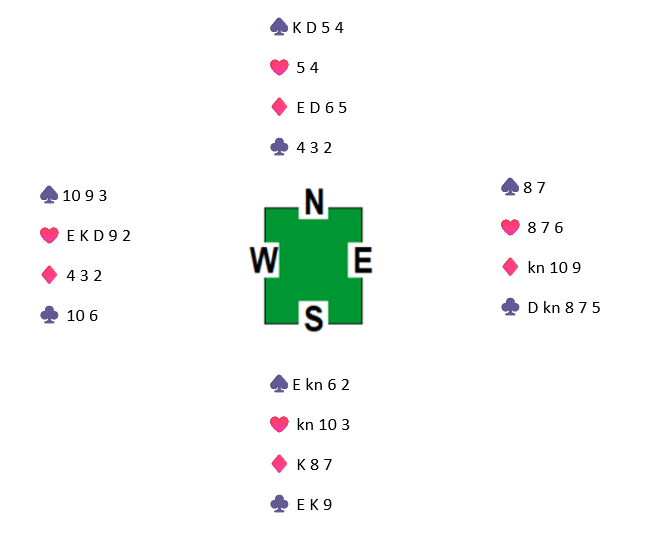 ♠ K D 5 4
♥ 5 4
♦ E D 6 5
♣ 4 3 2
♠ 10 9 3
♥ E K D 9 2
♦ 4 3 2
♣ 10 6
N
W E
S
♠ 8 7
♥ 8 7 6
♦ kn 10 9
♣ D kn 8 7 5
♠ E kn 6 2
♥ kn 10 3
♦ K 8 7
♣ E K 9